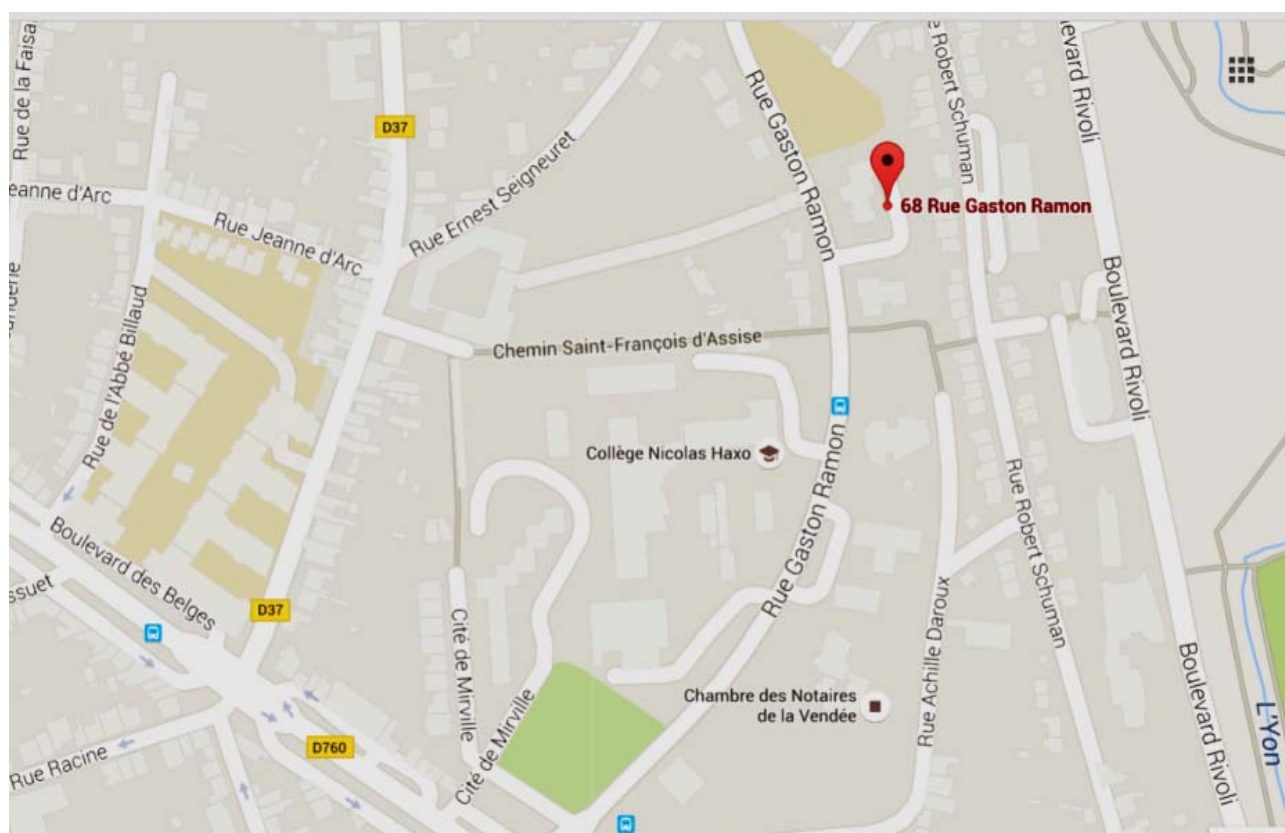 Rue de la Faisa
D37
Rue Ernest Seigneuret
Rue Gaston Ramon
Robert Schuman
levard Rivoli
68 Rue Gaston Ramon
eanne d'Arc
Rue Jeanne d'Arc
Boulevard Rivoli
Rue de l'Abbé Billaud
Chemin Saint-François d'Assise
Collège Nicolas Haxo
Rue Gaston Ramon
Rue Robert Schuman
Boulevard des Belges
ssuet
D37
Cité de Mirville
Cité de Mirville
Chambre des Notaires
de la Vendée
Rue Achille Daroux
Boulevard Rivoli
L'Yon
D760
Rue Racine